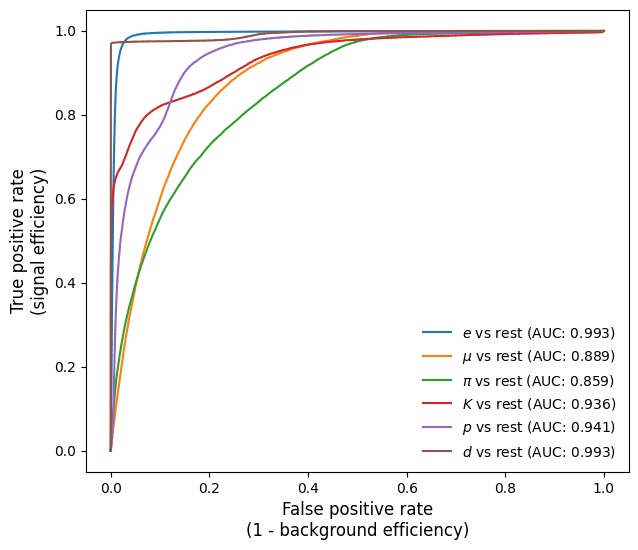 1.0
0.8
0.6
0.4
0.2
0.0
True positive rate
(signal efficiency)
e vs rest (AUC: 0.993)
μ vs rest (AUC: 0.889)
π vs rest (AUC: 0.859)
K vs rest (AUC: 0.936)
p vs rest (AUC: 0.941)
d vs rest (AUC: 0.993)
0.0 0.2 0.4 0.6 0.8 1.0
False positive rate
(1 - background efficiency)